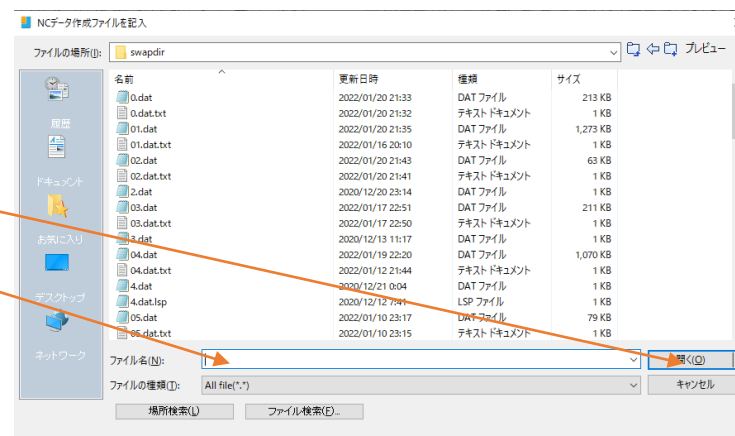 NCデータ作成ファイルを記入
ファイルの場所(I): swapdir プレビュー
名前 更新日時 種類 サイズ
0.dat 2022/01/20 21:33 DAT ファイル 213 KB
0.dat.txt 2022/01/20 21:32 テキスト ドキュメント 1 KB
01.dat 2022/01/20 21:35 DAT ファイル 1,273 KB
01.dat.txt 2022/01/16 20:10 テキスト ドキュメント 1 KB
02.dat 2022/01/20 21:43 DAT ファイル 63 KB
02.dat.txt 2022/01/20 21:41 テキスト ドキュメント 1 KB
2.dat 2020/12/20 23:14 DAT ファイル 1 KB
03.dat 2022/01/17 22:51 DAT ファイル 211 KB
03.dat.txt 2022/01/17 22:50 テキスト ドキュメント 1 KB
3.dat 2020/12/13 11:17 DAT ファイル 1 KB
04.dat 2022/01/19 22:20 DAT ファイル 1,070 KB
04.dat.txt 2022/01/12 21:44 テキスト ドキュメント 1 KB
4.dat 2020/12/21 0:04 DAT ファイル 1 KB
4.dat.lsp 2020/12/12 7:41 LSP ファイル 1 KB
05.dat 2022/01/10 23:17 DAT ファイル 79 KB
05.dat.txt 2022/01/10 23:15 テキスト ドキュメント 1 KB
履歴
ドキュメント
お気に入り
デスクトップ
ネットワーク
ファイル名(N): 開く(O)
ファイルの種類(T): All file(*.*) キャンセル
場所検索(L) ファイル検索(F)...